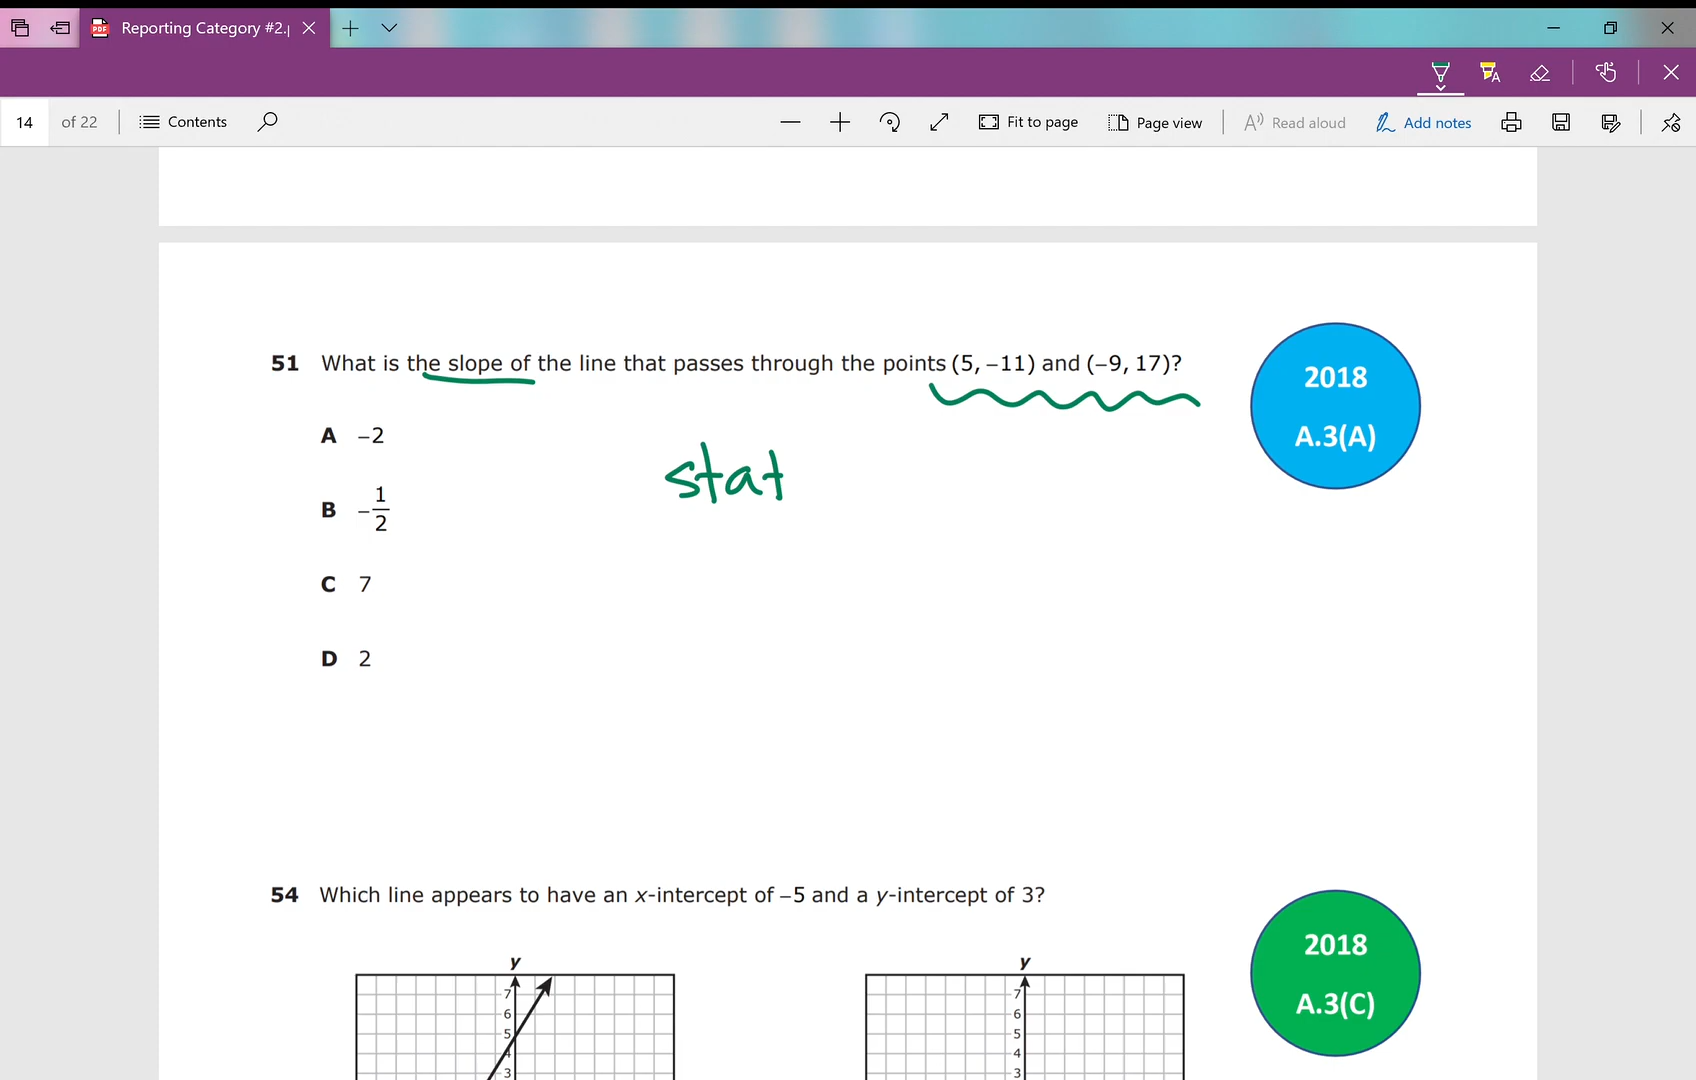 Reporting Category #2.p
14 of 22 Contents Fit to page Page view Read aloud Add notes
51 What is the slope of the line that passes through the points (5, −11) and (−9, 17)?
2018
A.3(A)
A −2
stat
B −1/2
C 7
D 2
54 Which line appears to have an x-intercept of −5 and a y-intercept of 3?
2018
A.3(C)
y
7
6
5
4
3
y
7
6
5
4
3